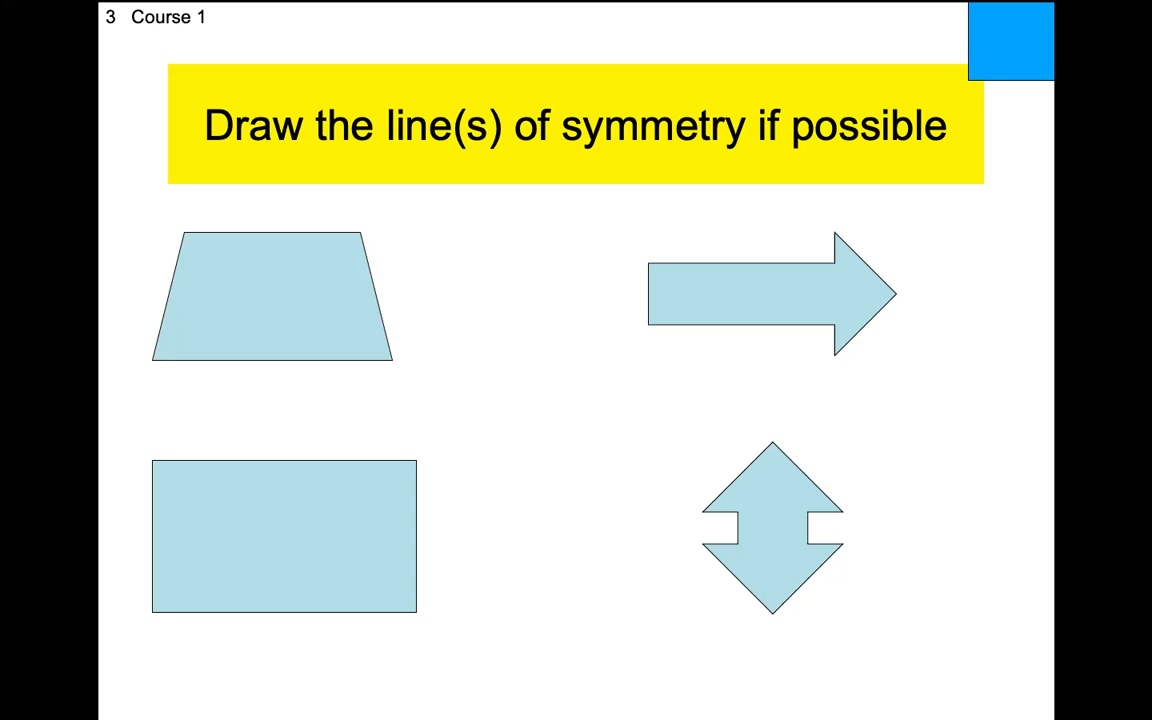 3 Course 1
Draw the line(s) of symmetry if possible